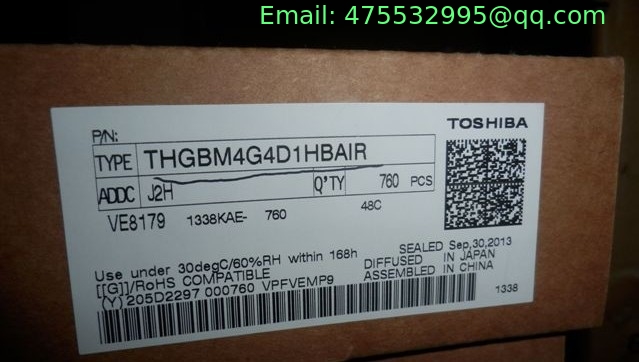 Email: 475532995@qq.com
P/N:
TOSHIBA
TYPE THGBM4G4D1HBAIR
ADDC J2H Q'TY 760 PCS
VE8179 1338KAE- 760 48C
SEALED Sep,30,2013
Use under 30degC/60%RH within 168h DIFFUSED IN JAPAN
[[G]]/RoHS COMPATIBLE ASSEMBLED IN CHINA
(Y) 205D2297 000760 VPFVEMP9
1338